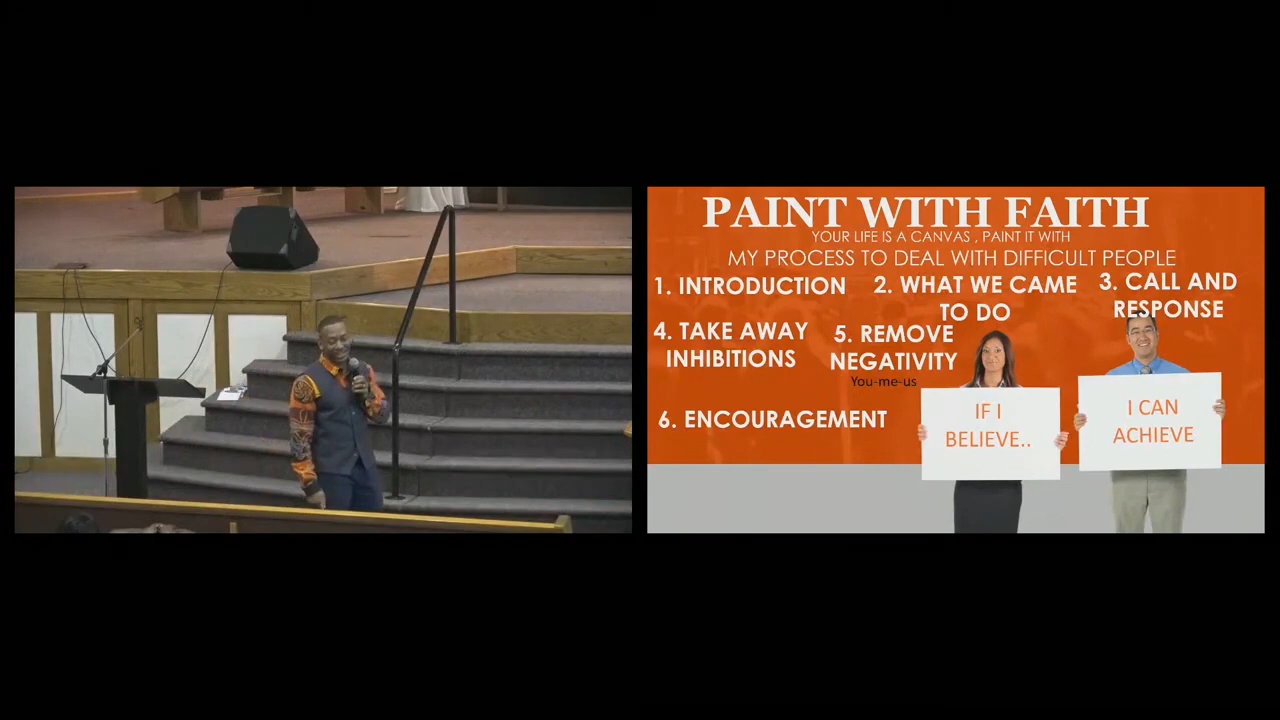 PAINT WITH FAITH
YOUR LIFE IS A CANVAS , PAINT IT WITH
MY PROCESS TO DEAL WITH DIFFICULT PEOPLE
1. INTRODUCTION
2. WHAT WE CAME
TO DO
3. CALL AND
RESPONSE
4. TAKE AWAY
INHIBITIONS
5. REMOVE
NEGATIVITY
You-me-us
6. ENCOURAGEMENT
IF I
BELIEVE..
I CAN
ACHIEVE